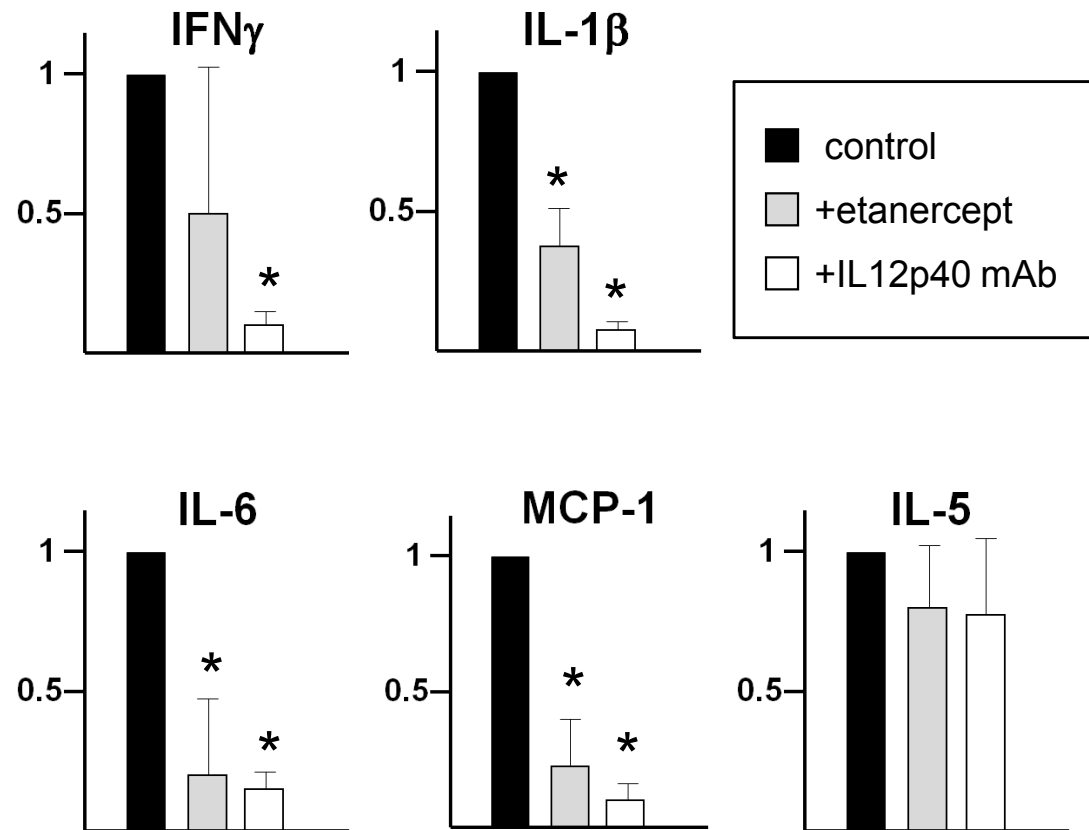 IFNγ
1
0.5
*
IL-1β
1
0.5
*
*
control
+etanercept
+IL12p40 mAb
IL-6
1
0.5
*
*
MCP-1
1
0.5
*
*
IL-5
1
0.5